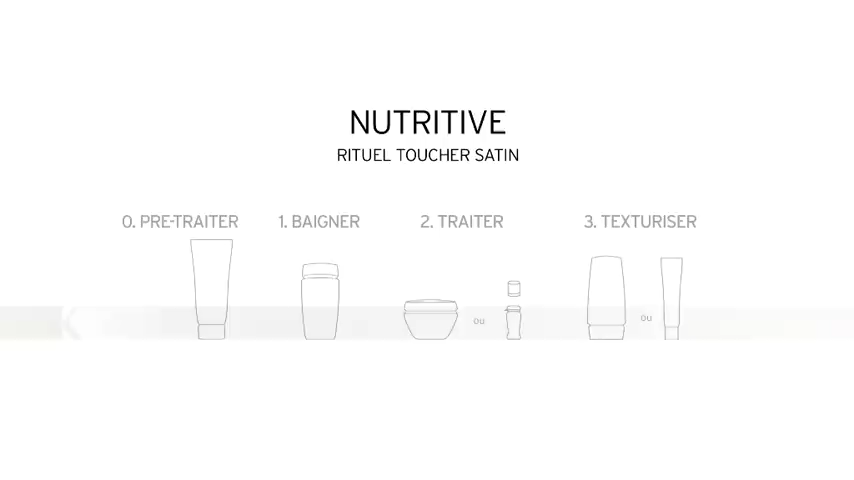 NUTRITIVE
RITUEL TOUCHER SATIN
0. PRE-TRAITER 1. BAIGNER 2. TRAITER 3. TEXTURISER
OU OU